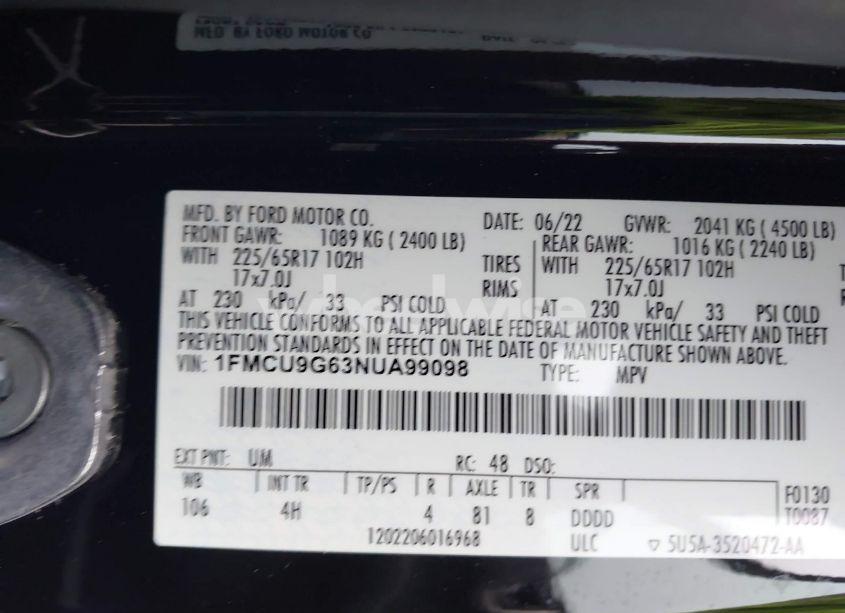 MFD. BY FORD MOTOR CO.
MFD. BY FORD MOTOR CO. DATE: 06/22 GVWR: 2041 KG ( 4500 LB)
FRONT GAWR: 1089 KG ( 2400 LB) REAR GAWR: 1016 KG ( 2240 LB)
WITH 225/65R17 102H TIRES WITH 225/65R17 102H
17x7.0J RIMS 17x7.0J
AT 230 kPa/ 33 PSI COLD AT 230 kPa/ 33 PSI COLD
THIS VEHICLE CONFORMS TO ALL APPLICABLE FEDERAL MOTOR VEHICLE SAFETY AND THEFT
PREVENTION STANDARDS IN EFFECT ON THE DATE OF MANUFACTURE SHOWN ABOVE.
VIN: 1FMCU9G63NUA99098 TYPE: MPV
EXT PNT: UM RC: 48 DSO:
WB INT TR TP/PS R AXLE TR SPR F0130
106 4H 4 81 8 DDDD T0087
1202206016968 ULC ▽ 5U5A-3520472-AA